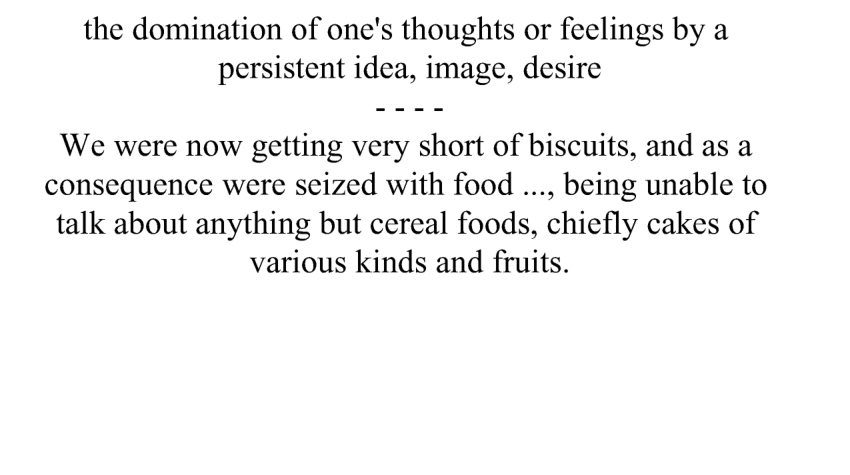 the domination of one's thoughts or feelings by a
persistent idea, image, desire
- - - -
We were now getting very short of biscuits, and as a
consequence were seized with food ..., being unable to
talk about anything but cereal foods, chiefly cakes of
various kinds and fruits.